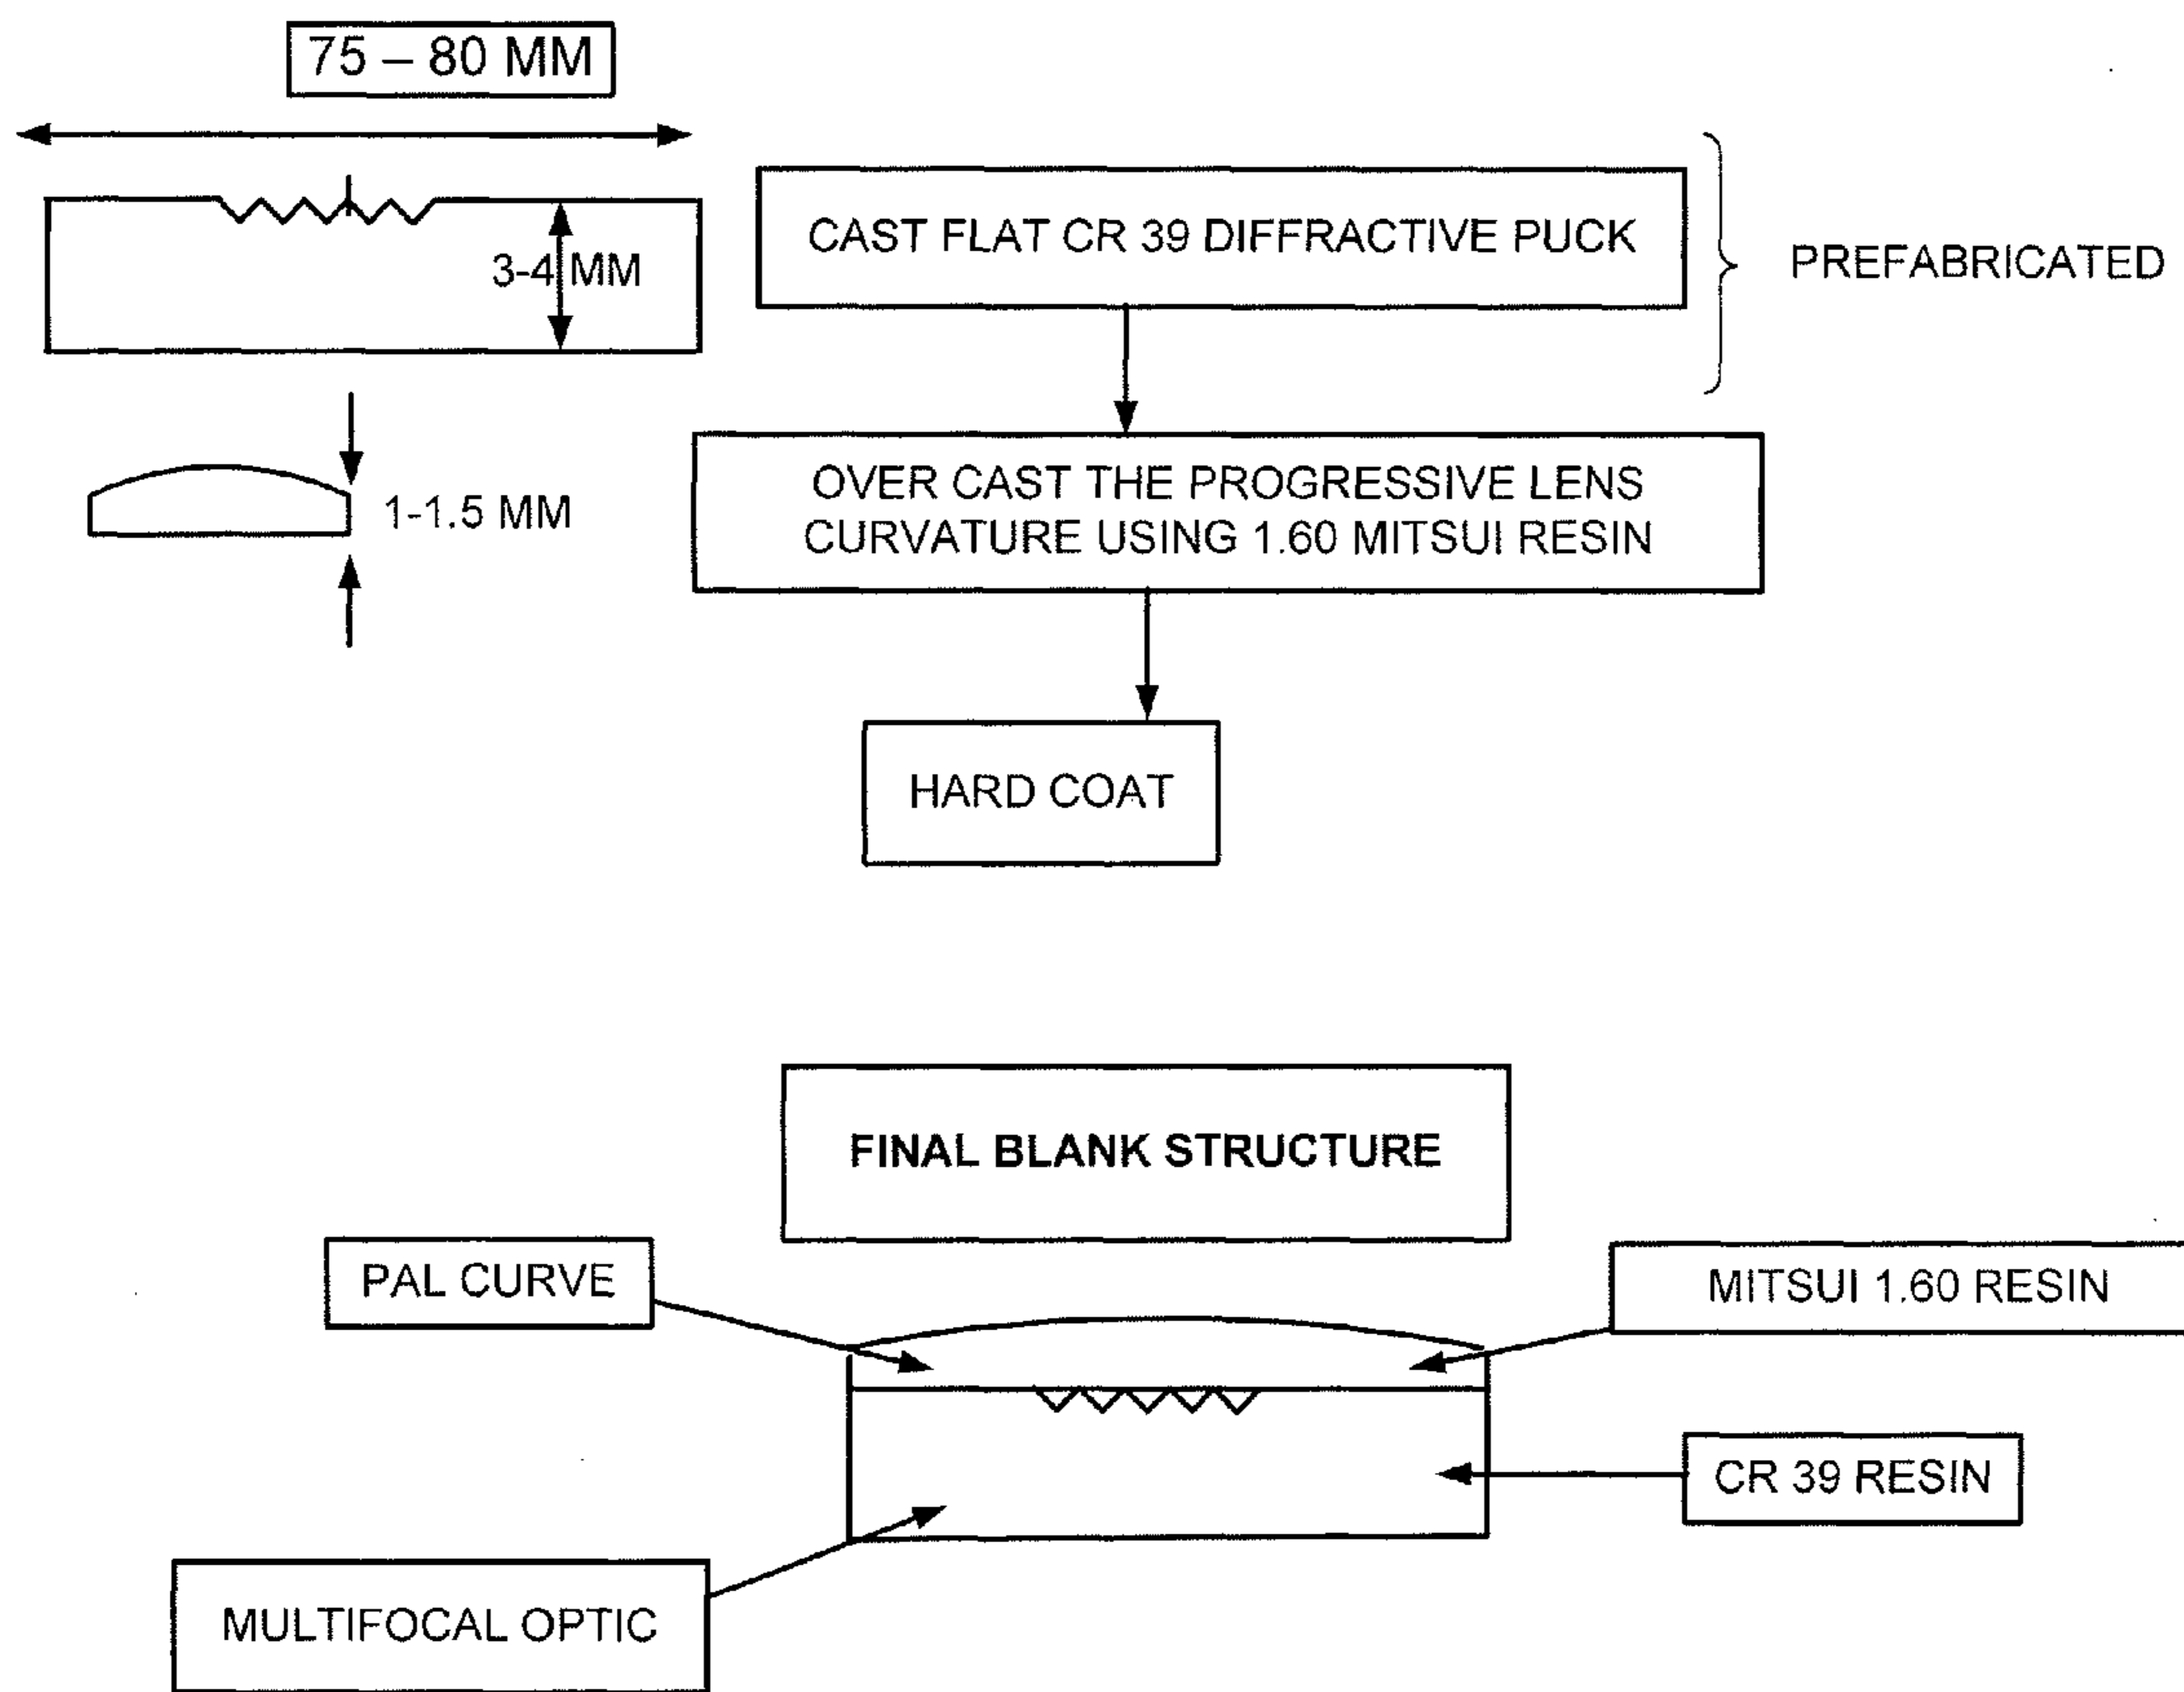 75 – 80 MM
CAST FLAT CR 39 DIFFRACTIVE PUCK
PREFABRICATED
3-4 MM
OVER CAST THE PROGRESSIVE LENS
CURVATURE USING 1.60 MITSUI RESIN
1-1.5 MM
HARD COAT
FINAL BLANK STRUCTURE
PAL CURVE
MITSUI 1.60 RESIN
CR 39 RESIN
MULTIFOCAL OPTIC